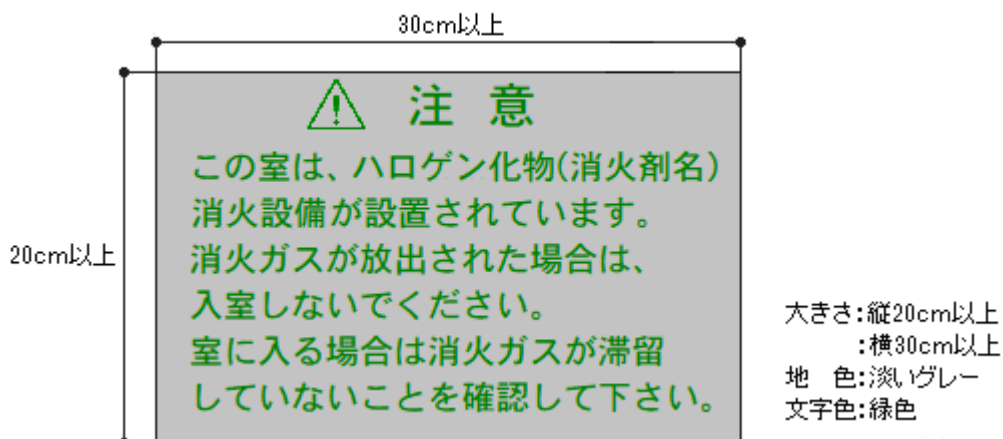 30cm以上
注 意
この室は、ハロゲン化物(消火剤名)
消火設備が設置されています。
消火ガスが放出された場合は、
入室しないでください。
室に入る場合は消火ガスが滞留
していないことを確認して下さい。
20cm以上
大きさ:縦20cm以上
:横30cm以上
地 色:淡いグレー
文字色:緑色